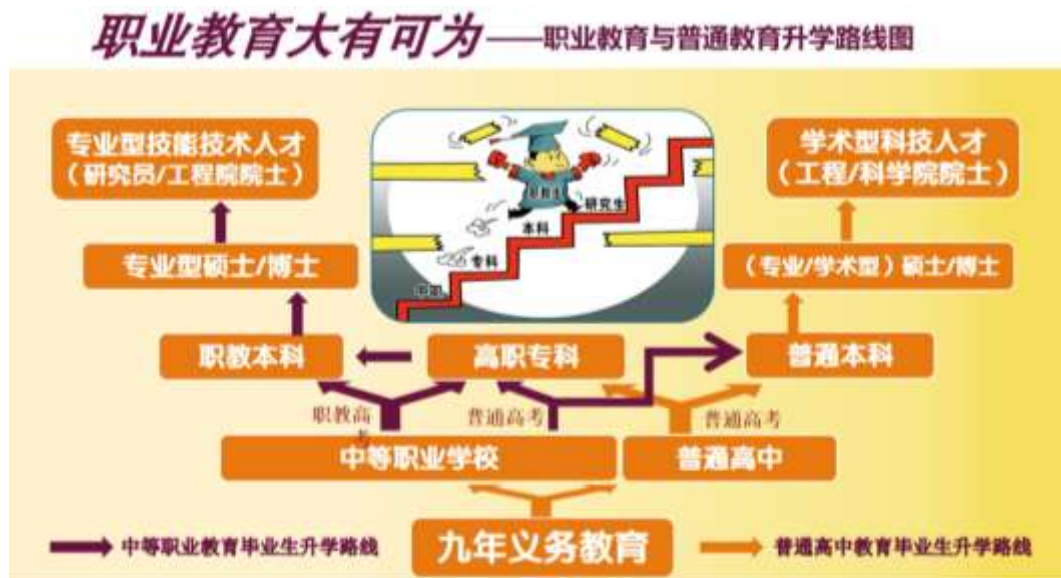 职业教育大有可为——职业教育与普通教育升学路线图
专业型技能技术人才
（研究员/工程院院士）
学术型科技人才
（工程/科学院院士）
职教生
研究生
本科
专科
中职
专业型硕士/博士
（专业/学术型）硕士/博士
职教本科
高职专科
普通本科
职教高
考
普通高考
普通高考
中等职业学校
普通高中
九年义务教育
中等职业教育毕业生升学路线
普通高中教育毕业生升学路线